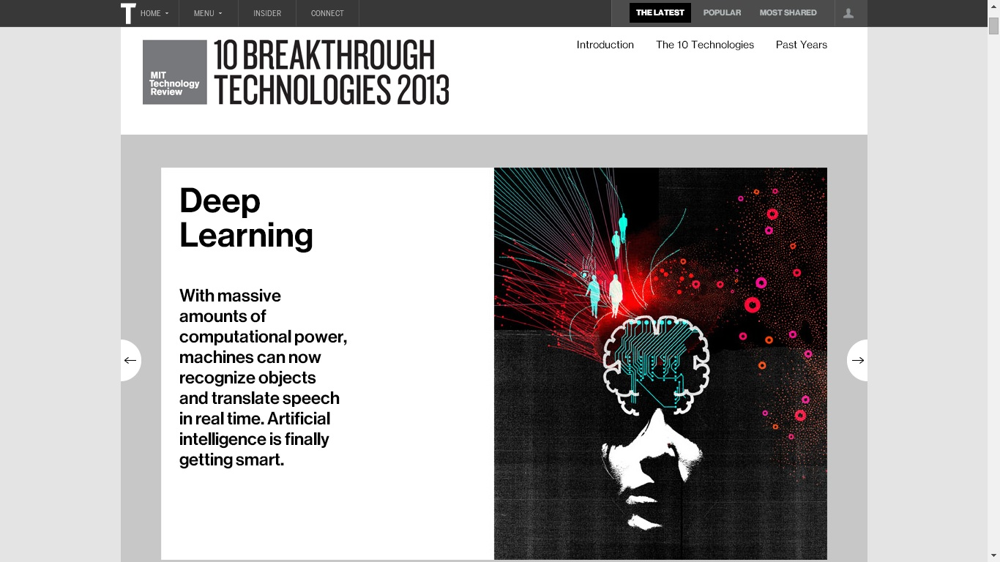 T HOME MENU INSIDER CONNECT THE LATEST POPULAR MOST SHARED
MIT
Technology
Review
10 BREAKTHROUGH
TECHNOLOGIES 2013
Introduction The 10 Technologies Past Years
Deep
Learning
With massive
amounts of
computational power,
machines can now
recognize objects
and translate speech
in real time. Artificial
intelligence is finally
getting smart.